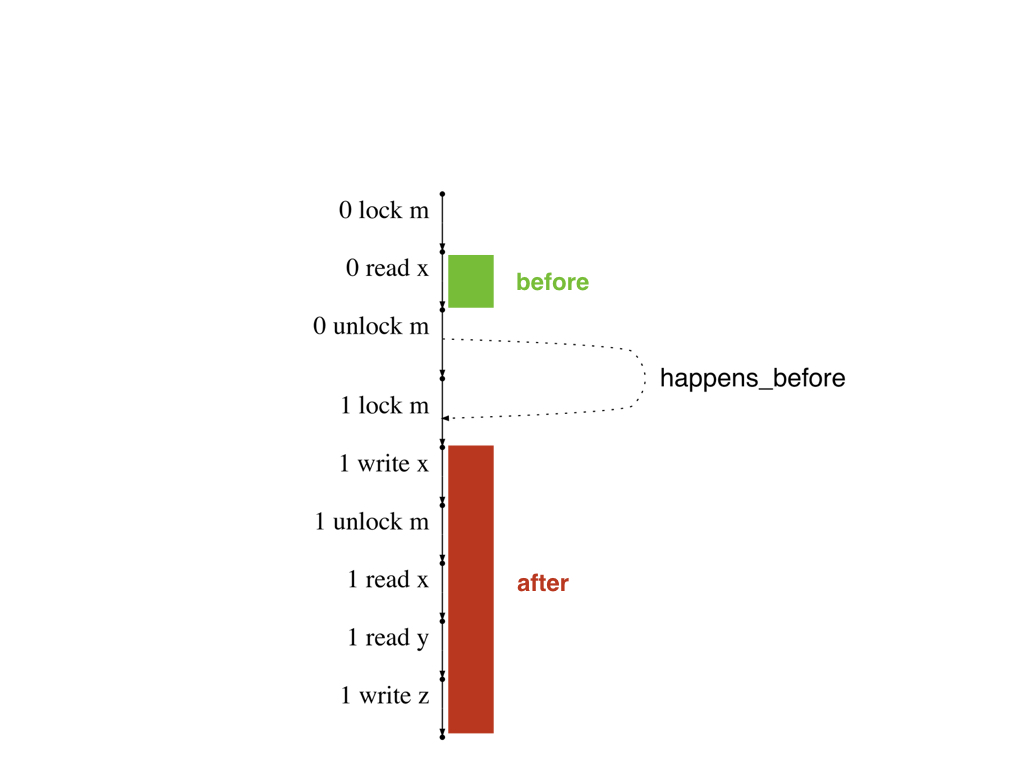 0 lock m
0 read x
before
0 unlock m
happens_before
1 lock m
1 write x
1 unlock m
1 read x
after
1 read y
1 write z